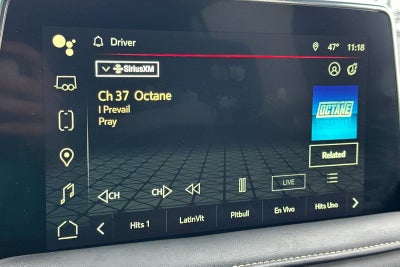 Driver
47° 11:18
SiriusXM
Ch 37 Octane
I Prevail
Pray
OCTANE
Related
CH
CH
LIVE
Hits 1
LatinVit
Pitbull
En Vivo
Hits Uno